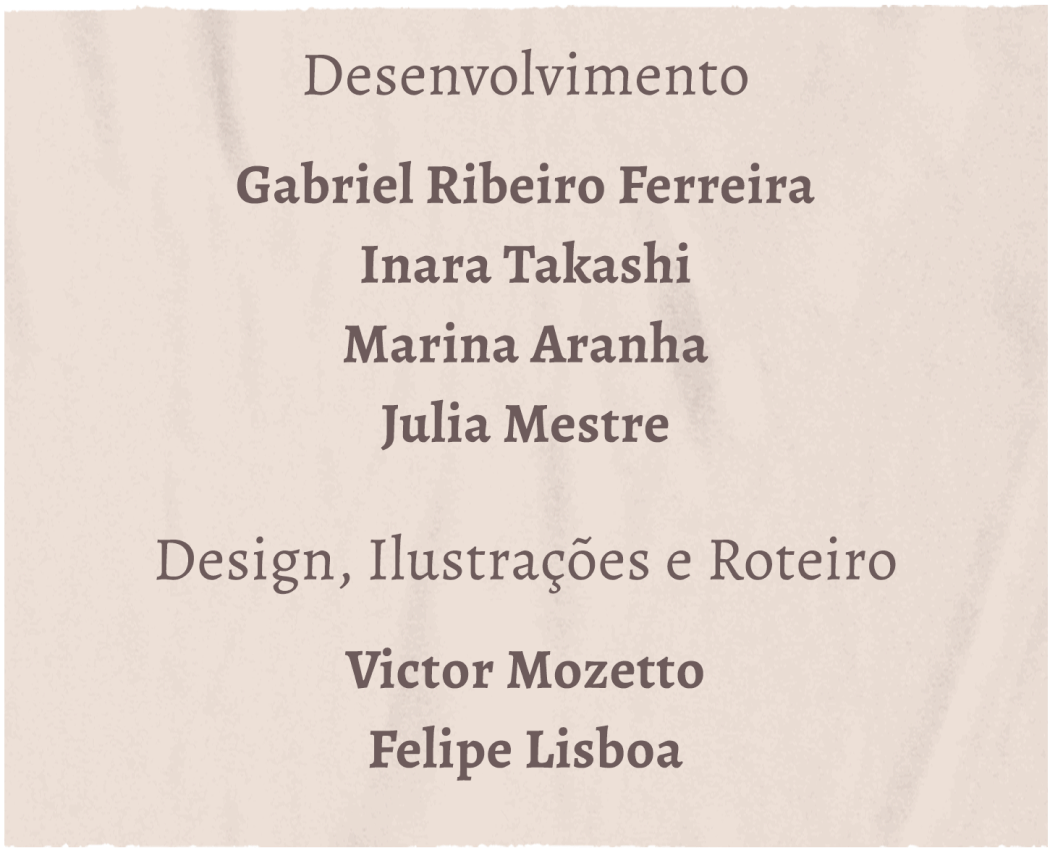 Desenvolvimento
Gabriel Ribeiro Ferreira
Inara Takashi
Marina Aranha
Julia Mestre
Design, Ilustrações e Roteiro
Victor Mozetto
Felipe Lisboa